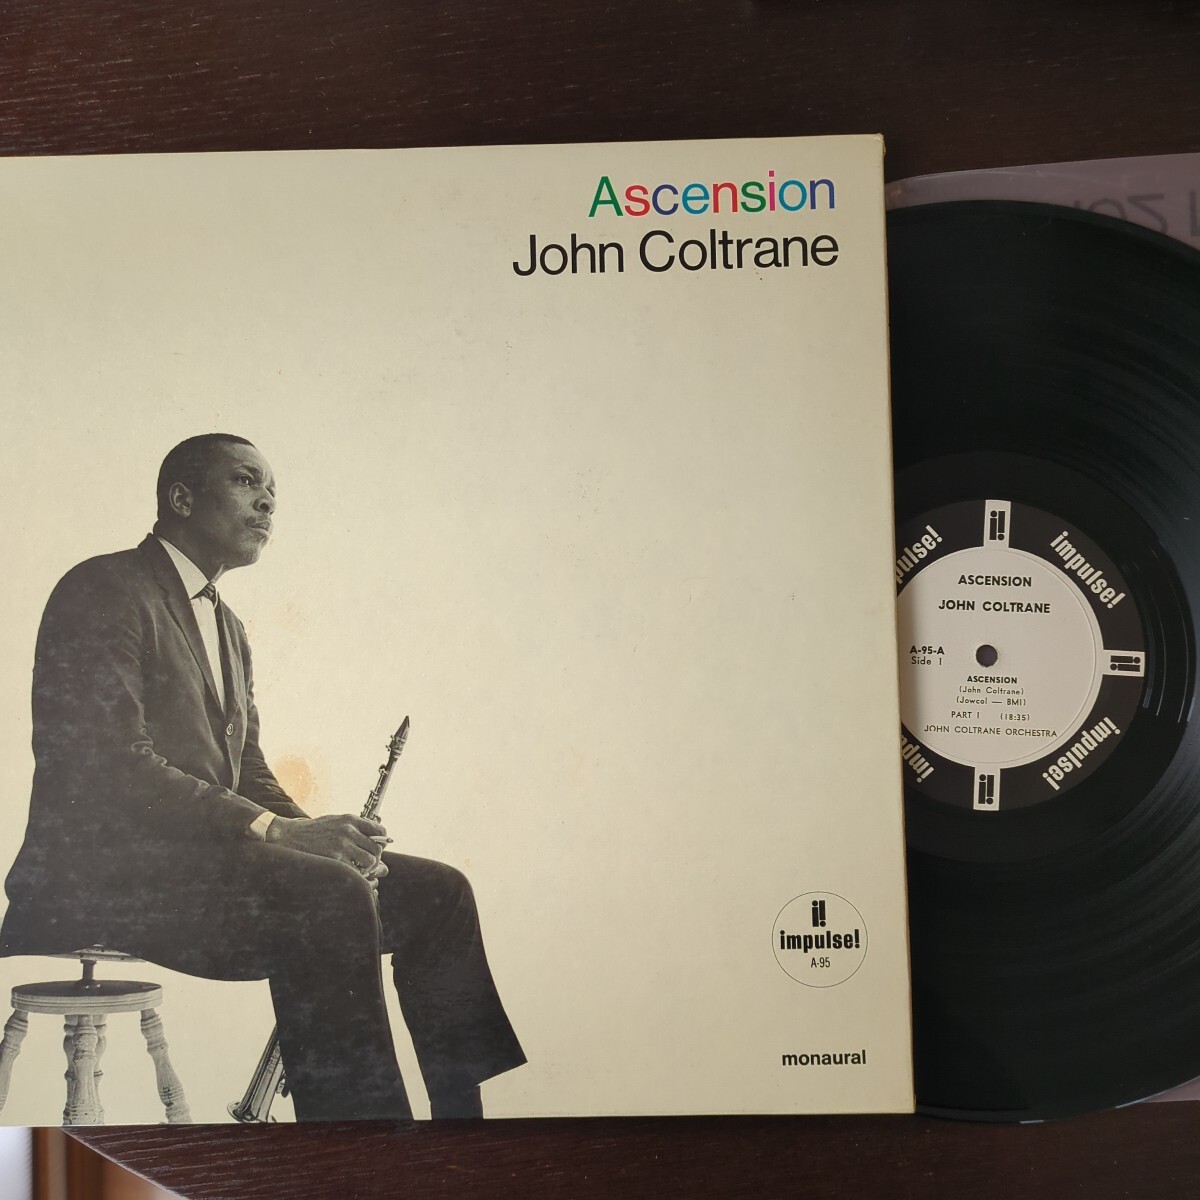 Ascension
John Coltrane
impulse!
A-95
monaural
impulse!
impulse!
impulse!
impulse!
ASCENSION
JOHN COLTRANE
A-95-A
Side 1
ASCENSION
(John Coltrane)
(Jowcol — BMI)
PART I (18:35)
JOHN COLTRANE ORCHESTRA